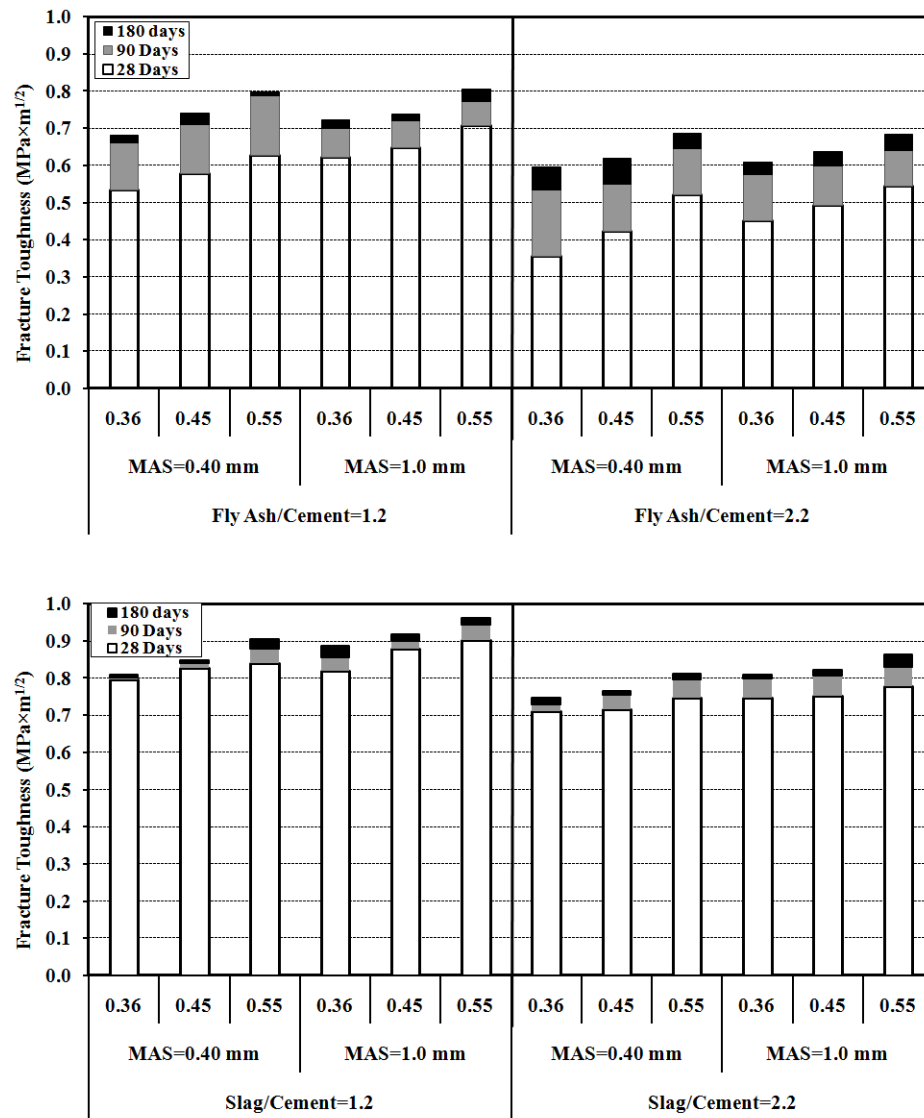 Fracture Toughness (MPa×m1/2)
1.0
0.9
0.8
0.7
0.6
0.5
0.4
0.3
0.2
0.1
0.0
180 days
90 Days
28 Days
0.36 0.45 0.55 0.36 0.45 0.55 0.36 0.45 0.55 0.36 0.45 0.55
MAS=0.40 mm MAS=1.0 mm MAS=0.40 mm MAS=1.0 mm
Fly Ash/Cement=1.2 Fly Ash/Cement=2.2
Fracture Toughness (MPa×m1/2)
1.0
0.9
0.8
0.7
0.6
0.5
0.4
0.3
0.2
0.1
0.0
180 days
90 Days
28 Days
0.36 0.45 0.55 0.36 0.45 0.55 0.36 0.45 0.55 0.36 0.45 0.55
MAS=0.40 mm MAS=1.0 mm MAS=0.40 mm MAS=1.0 mm
Slag/Cement=1.2 Slag/Cement=2.2